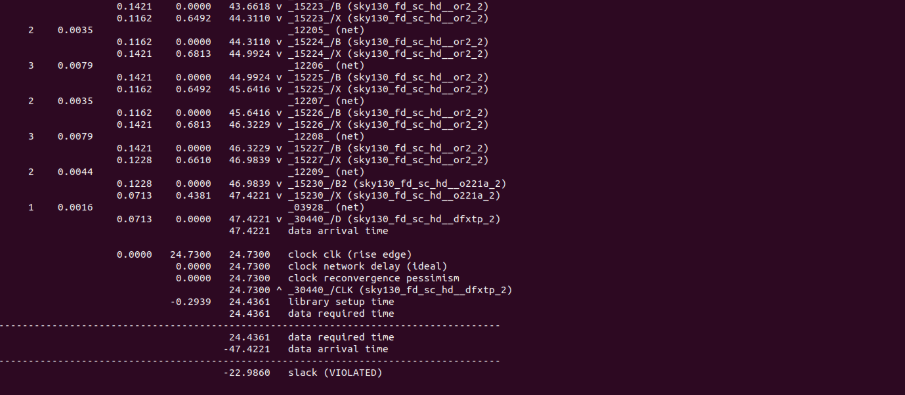 0.1421 0.0000 43.6618 v _15223_/B (sky130_fd_sc_hd__or2_2)
0.1162 0.6492 44.3110 v _15223_/X (sky130_fd_sc_hd__or2_2)
2 0.0035 _12205_ (net)
0.1162 0.0000 44.3110 v _15224_/B (sky130_fd_sc_hd__or2_2)
0.1421 0.6813 44.9924 v _15224_/X (sky130_fd_sc_hd__or2_2)
3 0.0079 _12206_ (net)
0.1421 0.0000 44.9924 v _15225_/B (sky130_fd_sc_hd__or2_2)
0.1162 0.6492 45.6416 v _15225_/X (sky130_fd_sc_hd__or2_2)
2 0.0035 _12207_ (net)
0.1162 0.0000 45.6416 v _15226_/B (sky130_fd_sc_hd__or2_2)
0.1421 0.6813 46.3229 v _15226_/X (sky130_fd_sc_hd__or2_2)
3 0.0079 _12208_ (net)
0.1421 0.0000 46.3229 v _15227_/B (sky130_fd_sc_hd__or2_2)
0.1228 0.6610 46.9839 v _15227_/X (sky130_fd_sc_hd__or2_2)
2 0.0044 _12209_ (net)
0.1228 0.0000 46.9839 v _15230_/B2 (sky130_fd_sc_hd__o221a_2)
0.0713 0.4381 47.4221 v _15230_/X (sky130_fd_sc_hd__o221a_2)
1 0.0016 _03928_ (net)
0.0713 0.0000 47.4221 v _30440_/D (sky130_fd_sc_hd__dfxtp_2)
47.4221 data arrival time
0.0000 24.7300 24.7300 clock clk (rise edge)
0.0000 24.7300 clock network delay (ideal)
0.0000 24.7300 clock reconvergence pessimism
24.7300 ^ _30440_/CLK (sky130_fd_sc_hd__dfxtp_2)
-0.2939 24.4361 library setup time
24.4361 data required time
---------------------------------------------------------------------------------------------
24.4361 data required time
-47.4221 data arrival time
---------------------------------------------------------------------------------------------
-22.9860 slack (VIOLATED)